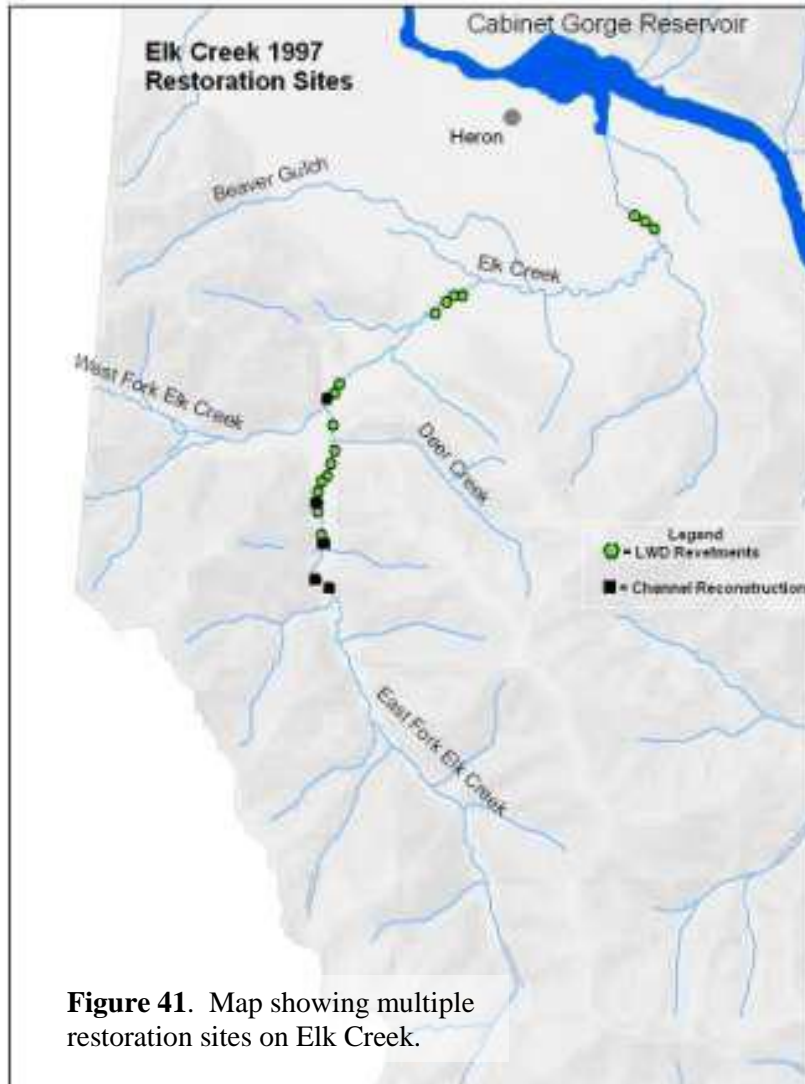 Cabinet Gorge Reservoir
Elk Creek 1997
Restoration Sites
Heron
Beaver Gulch
Elk Creek
West Fork Elk Creek
Deer Creek
Legend
= LWD Revetments
= Channel Reconstruction
East Fork Elk Creek
Figure 41. Map showing multiple
restoration sites on Elk Creek.